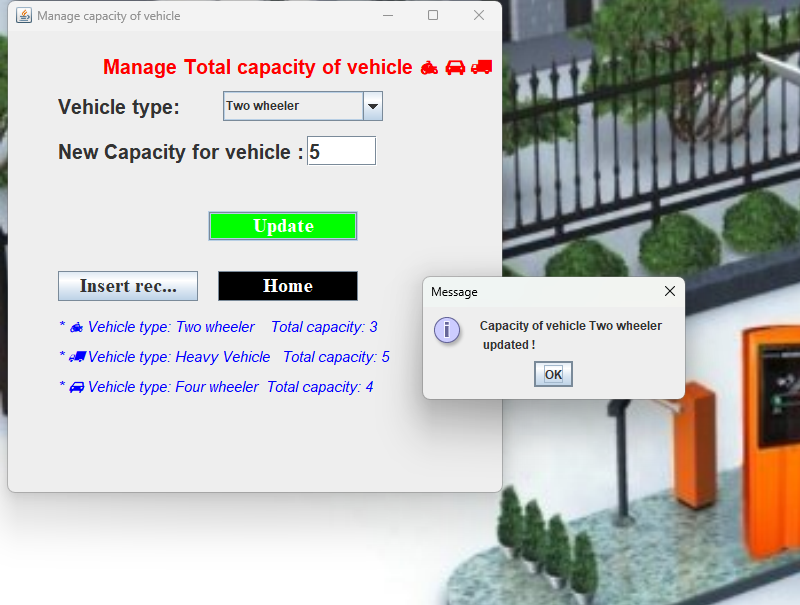 Manage capacity of vehicle
Manage Total capacity of vehicle
Vehicle type:
Two wheeler
New Capacity for vehicle :
5
Update
Insert rec...
Home
* Vehicle type: Two wheeler Total capacity: 3
* Vehicle type: Heavy Vehicle Total capacity: 5
* Vehicle type: Four wheeler Total capacity: 4
Message
Capacity of vehicle Two wheeler
updated !
OK